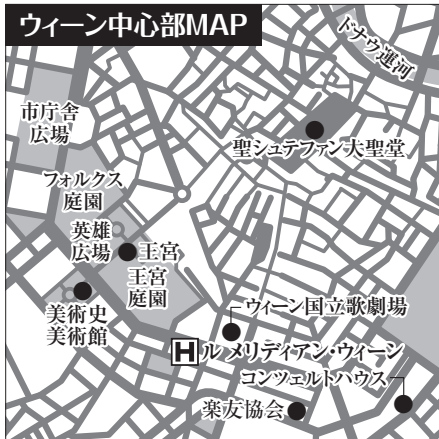 ウィーン中心部MAP
ドナウ運河
市庁舎
広場
聖シュテファン大聖堂
フォルクス
庭園
英雄
広場
王宮
王宮
庭園
美術史
美術館
ウィーン国立歌劇場
H ル メリディアン・ウィーン
コンツェルトハウス
楽友協会